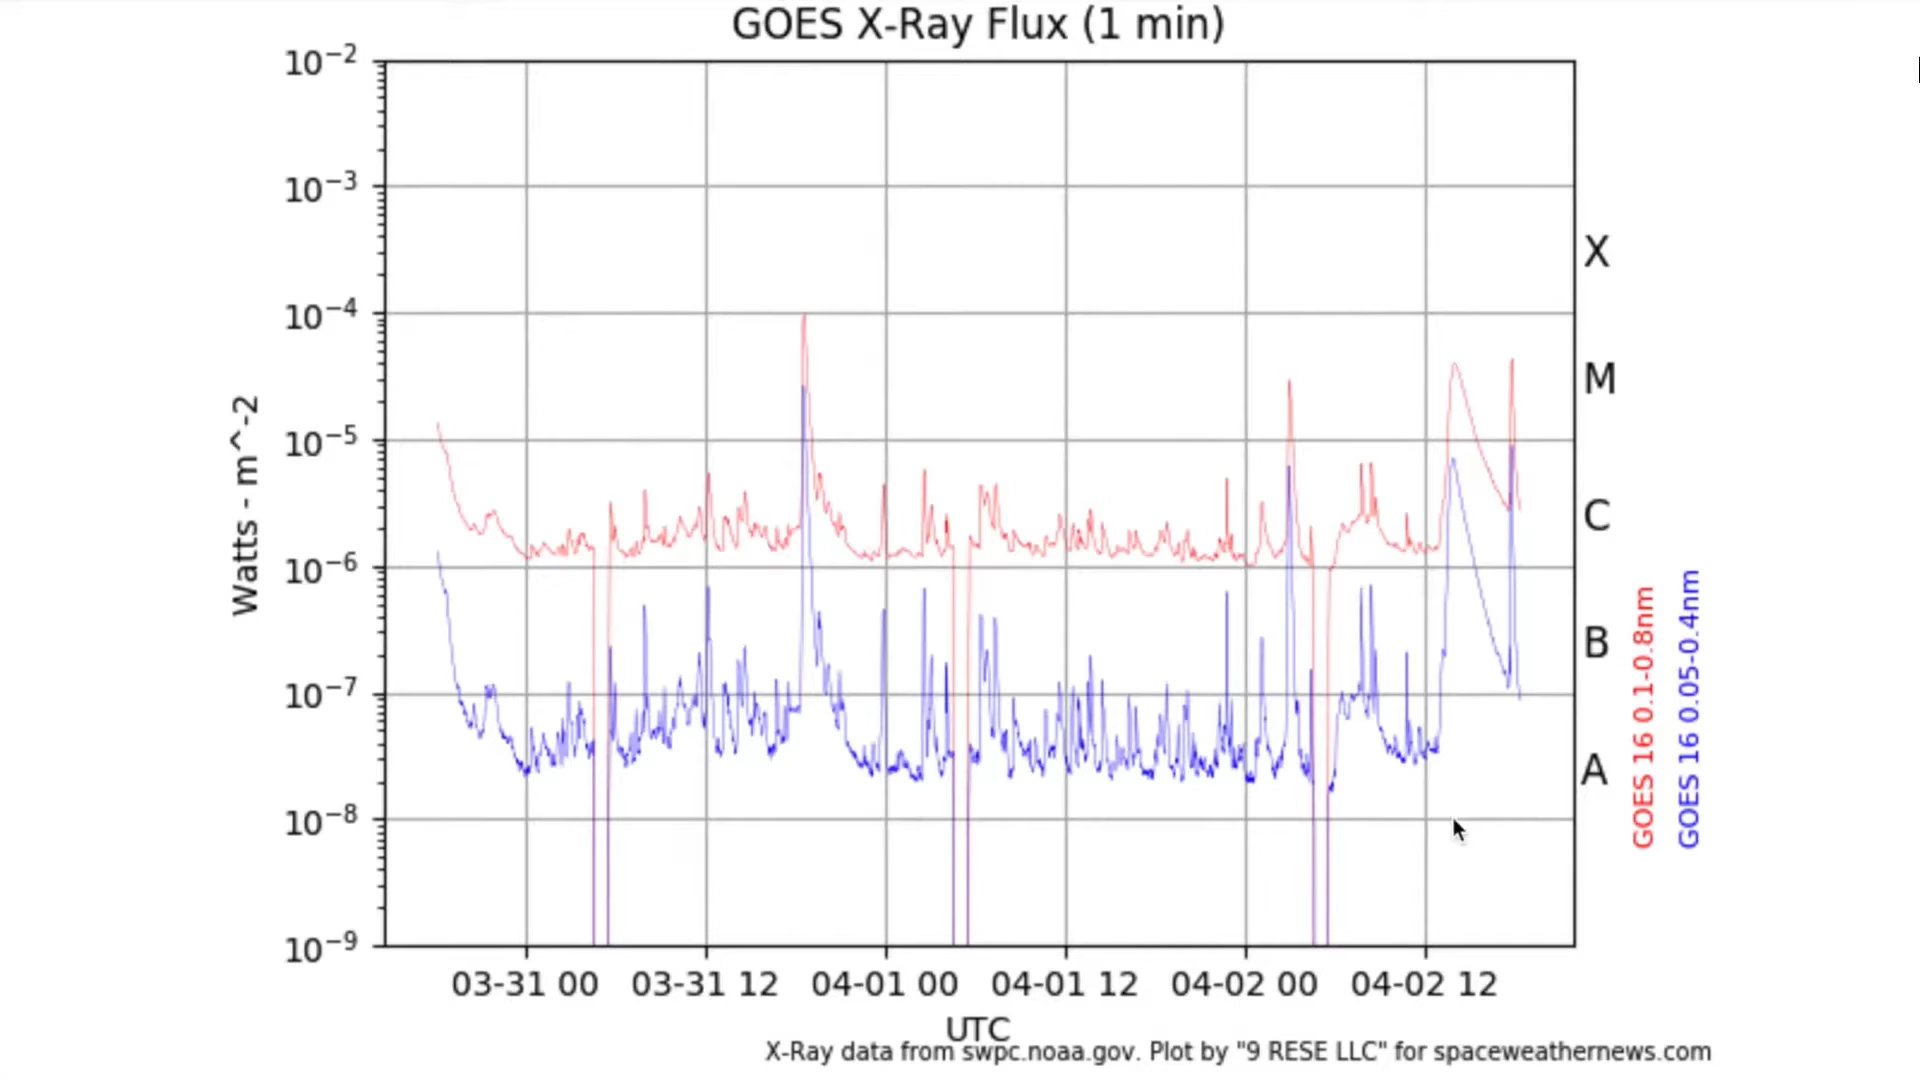 GOES X-Ray Flux (1 min)
10⁻²
10⁻³
10⁻⁴
10⁻⁵
10⁻⁶
10⁻⁷
10⁻⁸
10⁻⁹
Watts - m^-2
X
M
C
B
A
GOES 16 0.1-0.8nm
GOES 16 0.05-0.4nm
03-31 00 03-31 12 04-01 00 04-01 12 04-02 00 04-02 12
UTC
X-Ray data from swpc.noaa.gov. Plot by "9 RESE LLC" for spaceweathernews.com